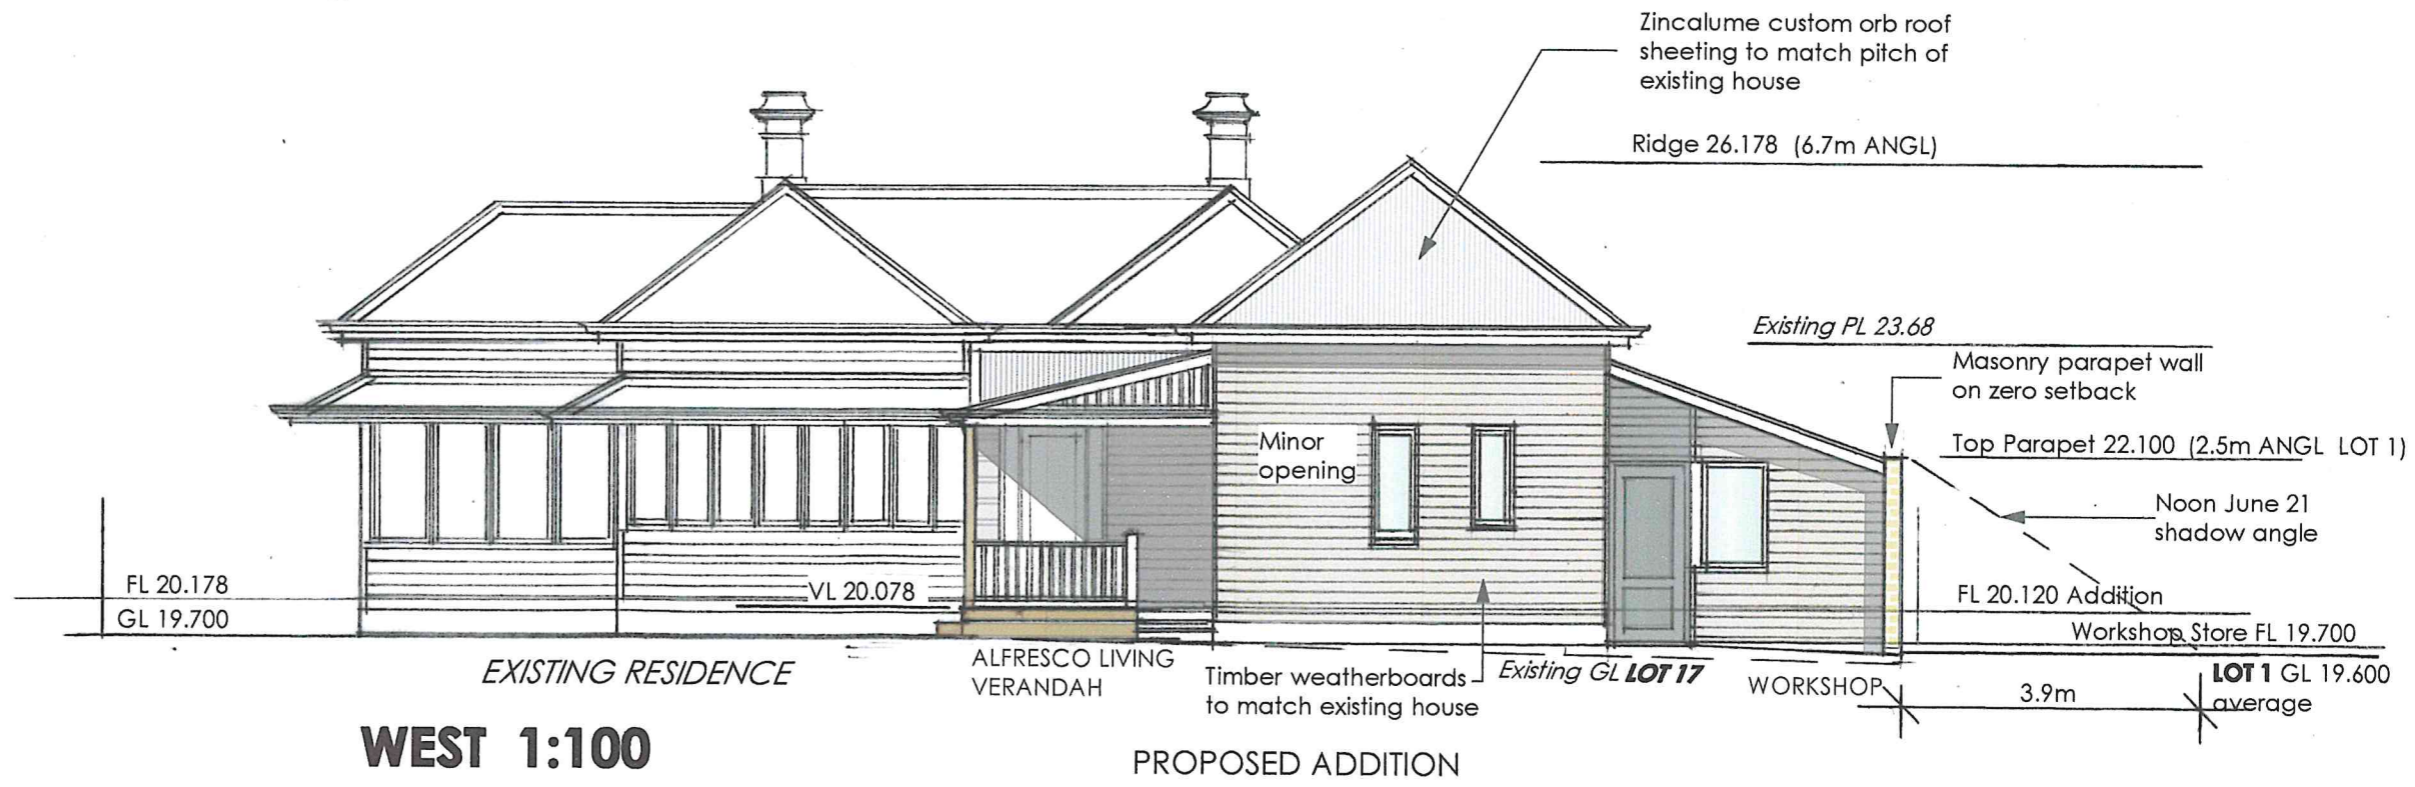 Zincalume custom orb roof
sheeting to match pitch of
existing house
Ridge 26.178 (6.7m ANGL)
Existing PL 23.68
Masonry parapet wall
on zero setback
Top Parapet 22.100 (2.5m ANGL LOT 1)
Minor
opening
Noon June 21
shadow angle
FL 20.178
VL 20.078
GL 19.700
FL 20.120 Addition
Workshop Store FL 19.700
EXISTING RESIDENCE
ALFRESCO LIVING
VERANDAH
Timber weatherboards
to match existing house
Existing GL LOT 17
WORKSHOP
3.9m
LOT 1 GL 19.600
average
WEST 1:100
PROPOSED ADDITION